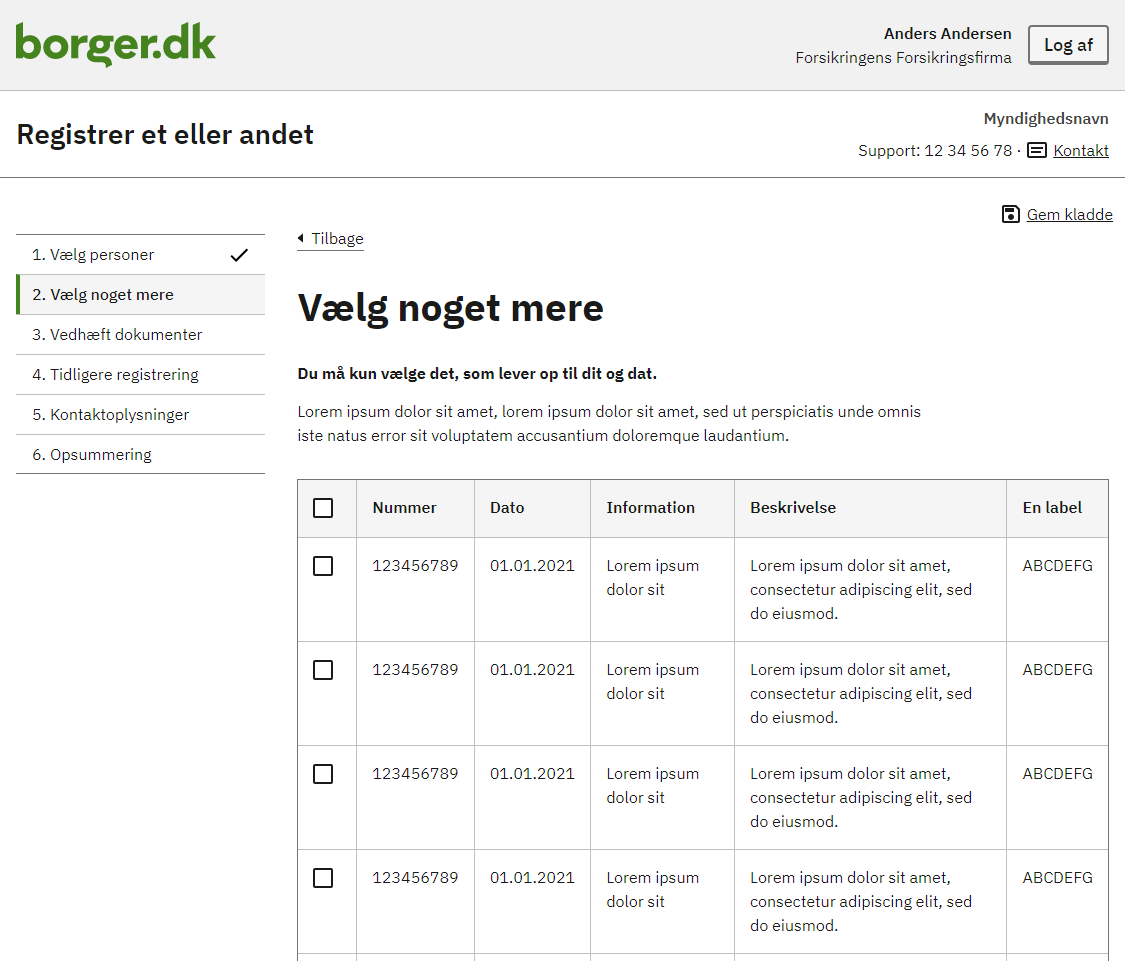 borger.dk
Anders Andersen
Forsikringens Forsikringsfirma
Log af
Registrer et eller andet
Myndighedsnavn
Support: 12 34 56 78 · Kontakt
Gem kladde
1. Vælg personer
2. Vælg noget mere
3. Vedhæft dokumenter
4. Tidligere registrering
5. Kontaktoplysninger
6. Opsummering
Tilbage
Vælg noget mere
Du må kun vælge det, som lever op til dit og dat.
Lorem ipsum dolor sit amet, lorem ipsum dolor sit amet, sed ut perspiciatis unde omnis
iste natus error sit voluptatem accusantium doloremque laudantium.
Nummer Dato Information Beskrivelse En label
123456789 01.01.2021 Lorem ipsum Lorem ipsum dolor sit amet, ABCDEFG
dolor sit consectetur adipiscing elit, sed
do eiusmod.
123456789 01.01.2021 Lorem ipsum Lorem ipsum dolor sit amet, ABCDEFG
dolor sit consectetur adipiscing elit, sed
do eiusmod.
123456789 01.01.2021 Lorem ipsum Lorem ipsum dolor sit amet, ABCDEFG
dolor sit consectetur adipiscing elit, sed
do eiusmod.
123456789 01.01.2021 Lorem ipsum Lorem ipsum dolor sit amet, ABCDEFG
dolor sit consectetur adipiscing elit, sed
do eiusmod.